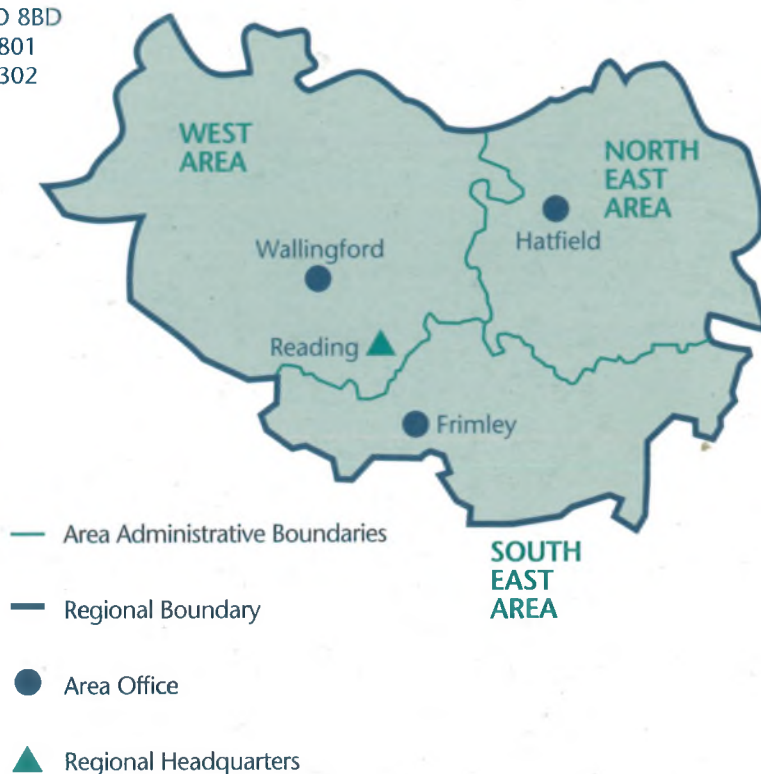 8BD
801
302
WEST
AREA
NORTH
EAST
AREA
Hatfield
Wallingford
Reading
Frimley
Area Administrative Boundaries
SOUTH
EAST
AREA
Regional Boundary
Area Office
Regional Headquarters